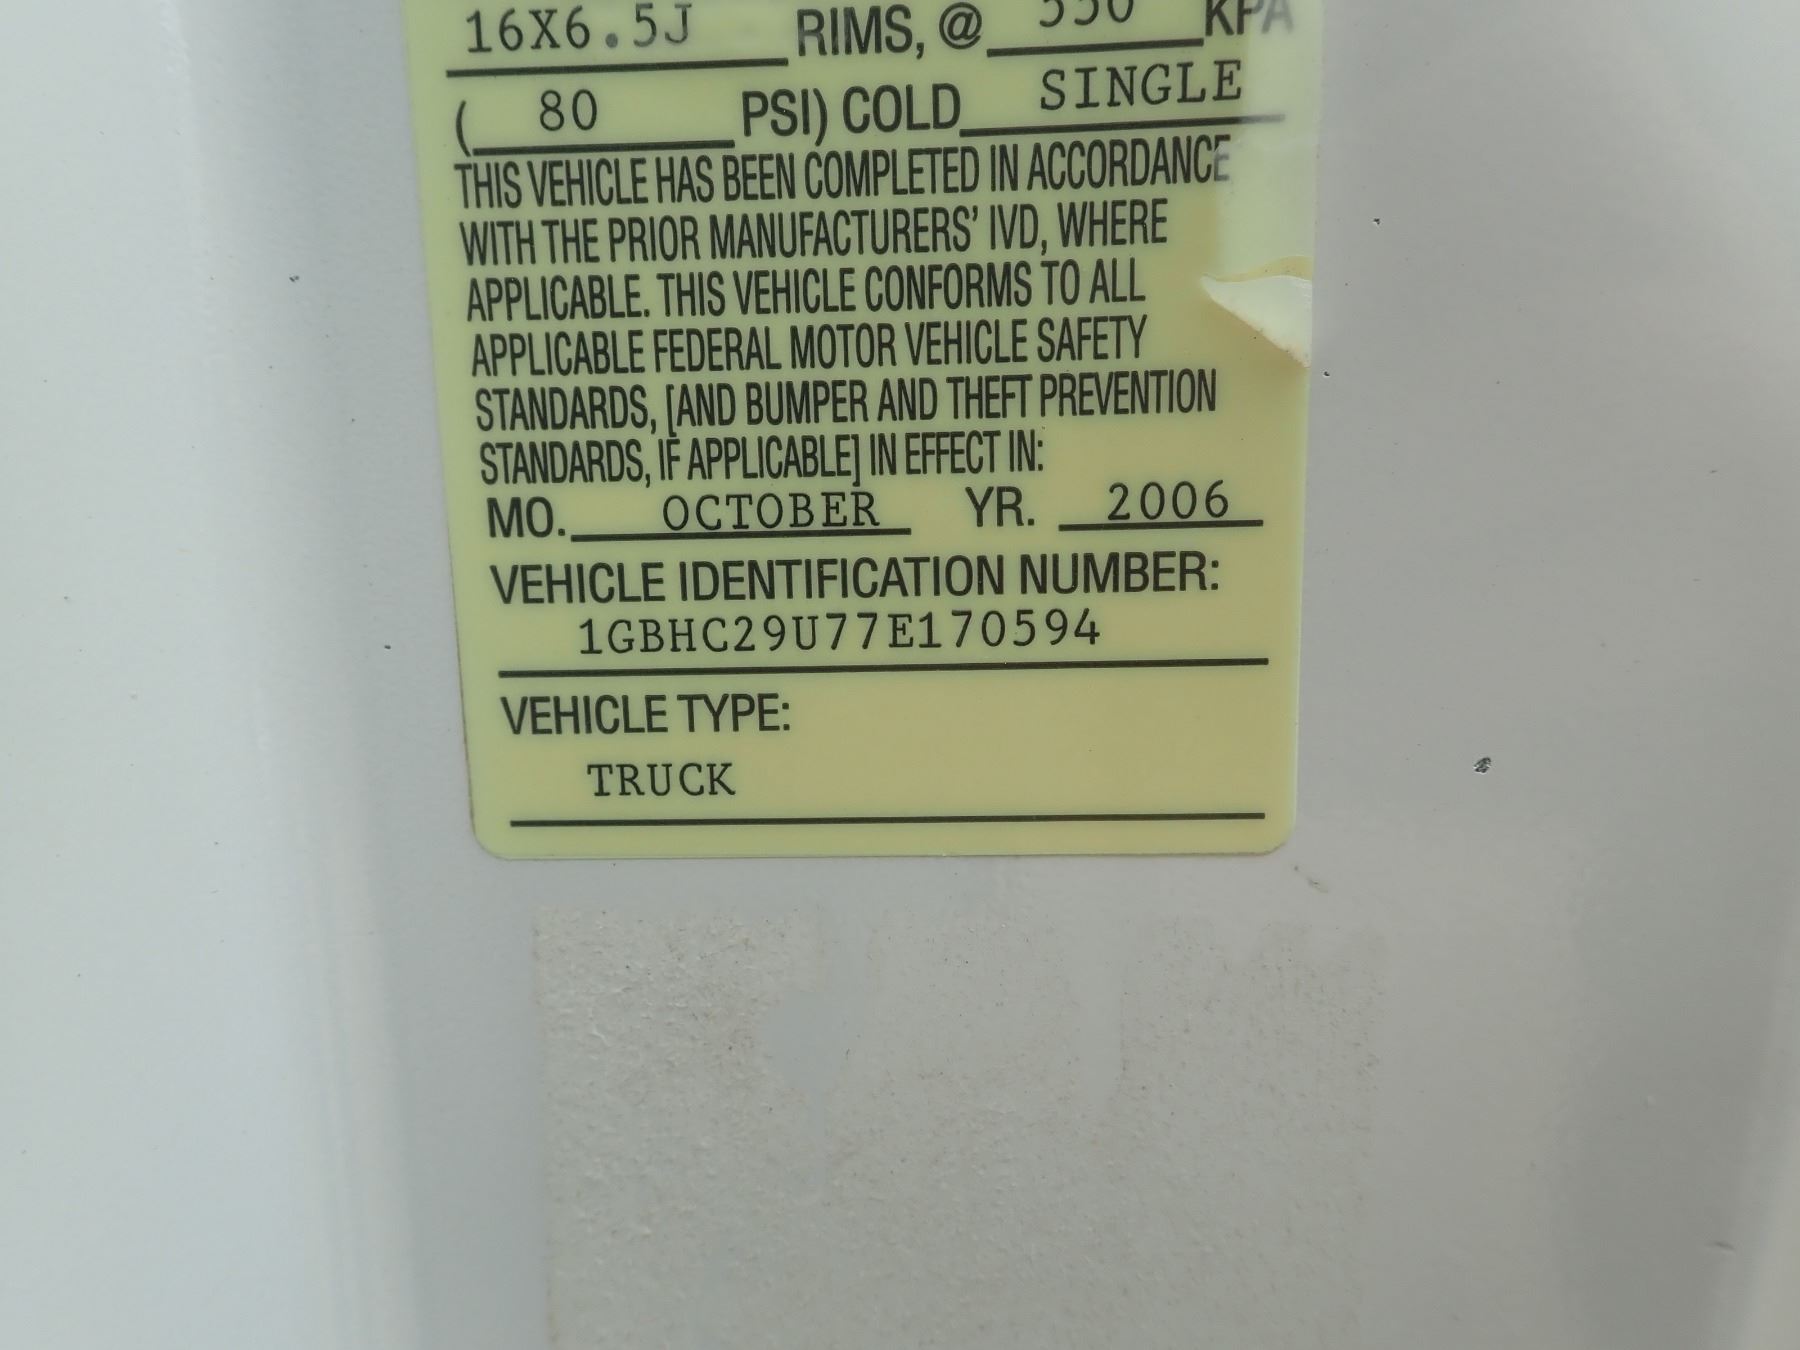 16X6.5J RIMS, @ 550 KPA
( 80 PSI) COLD SINGLE
THIS VEHICLE HAS BEEN COMPLETED IN ACCORDANCE
WITH THE PRIOR MANUFACTURERS' IVD, WHERE
APPLICABLE. THIS VEHICLE CONFORMS TO ALL
APPLICABLE FEDERAL MOTOR VEHICLE SAFETY
STANDARDS, [AND BUMPER AND THEFT PREVENTION
STANDARDS, IF APPLICABLE] IN EFFECT IN:
MO. OCTOBER YR. 2006
VEHICLE IDENTIFICATION NUMBER:
1GBHC29U77E170594
VEHICLE TYPE:
TRUCK